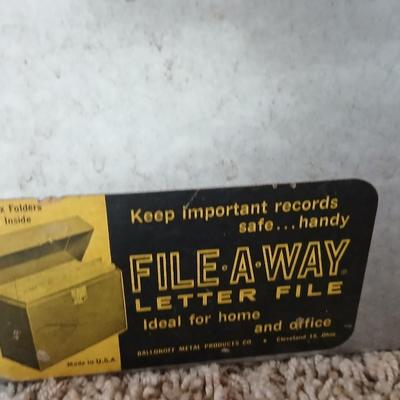 x Folders
Inside
Made in U.S.A
Keep important records
safe...handy
FILE·A·WAY
LETTER FILE
Ideal for home
and office
BALLONOFF METAL PRODUCTS CO. • Cleveland 15, Ohio